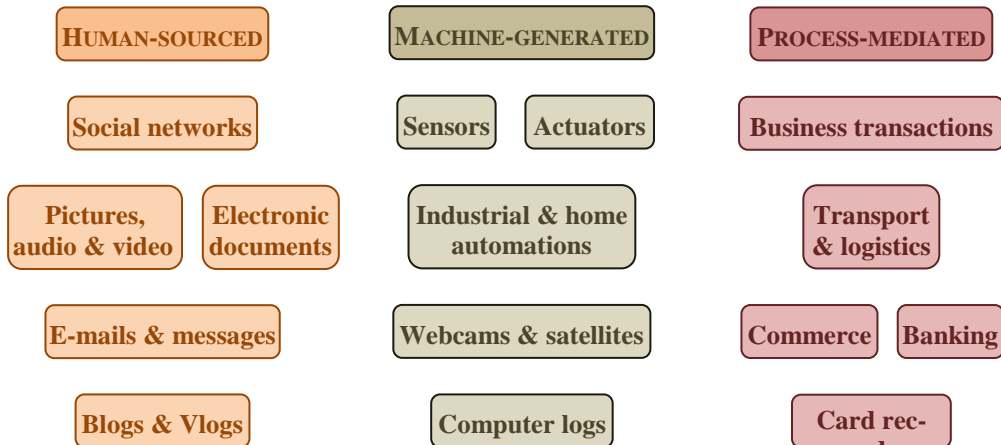 HUMAN-SOURCED
MACHINE-GENERATED
PROCESS-MEDIATED
Social networks
Sensors
Actuators
Business transactions
Pictures,
audio & video
Electronic
documents
Industrial & home
automations
Transport
& logistics
E-mails & messages
Webcams & satellites
Commerce
Banking
Blogs & Vlogs
Computer logs
Card rec-